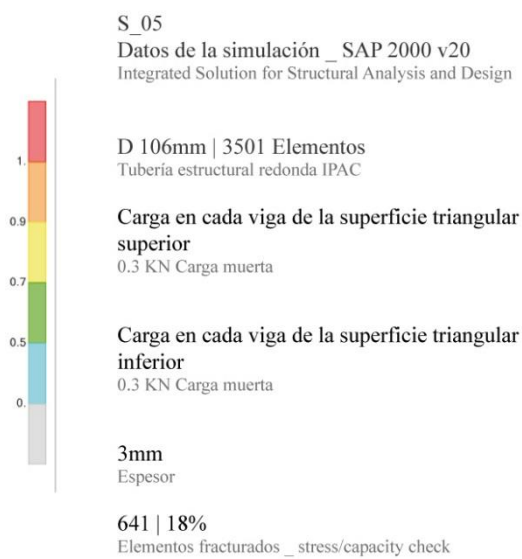 S_05
Datos de la simulación _ SAP 2000 v20
Integrated Solution for Structural Analysis and Design
D 106mm | 3501 Elementos
Tubería estructural redonda IPAC
1.
0.9
Carga en cada viga de la superficie triangular
superior
0.3 KN Carga muerta
0.7
0.5
Carga en cada viga de la superficie triangular
inferior
0.3 KN Carga muerta
0.
3mm
Espesor
641 | 18%
Elementos fracturados _ stress/capacity check